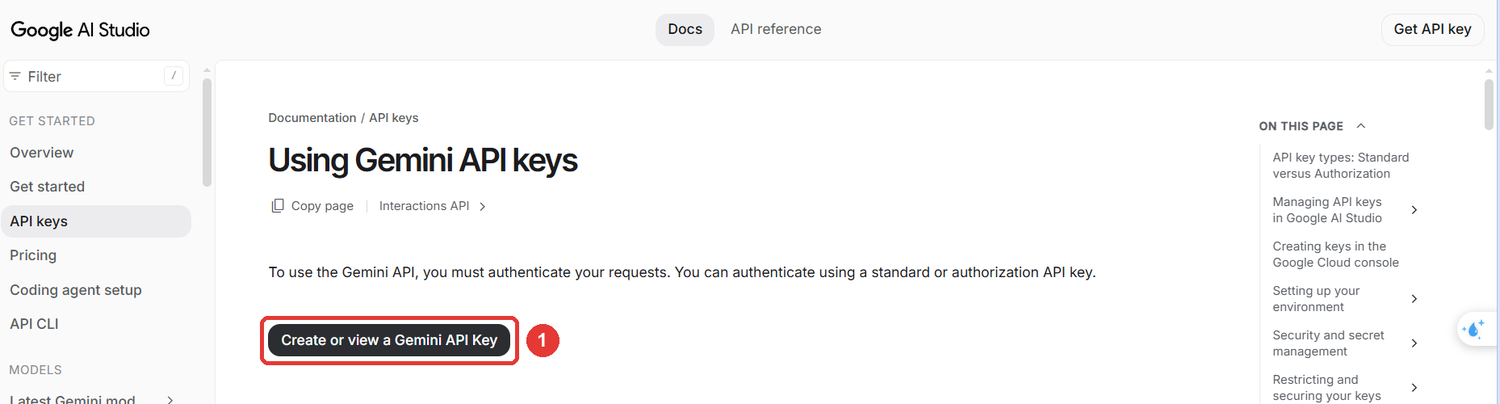 Google AI Studio
Docs
API reference
Get API key
Filter
/
GET STARTED
Overview
Get started
API keys
Pricing
Coding agent setup
API CLI
MODELS
Latest Gemini mod
Documentation / API keys
Using Gemini API keys
Copy page
Interactions API
To use the Gemini API, you must authenticate your requests. You can authenticate using a standard or authorization API key.
Create or view a Gemini API Key
1
ON THIS PAGE
API key types: Standard
versus Authorization
Managing API keys
in Google AI Studio
Creating keys in the
Google Cloud console
Setting up your
environment
Security and secret
management
Restricting and
securing your keys